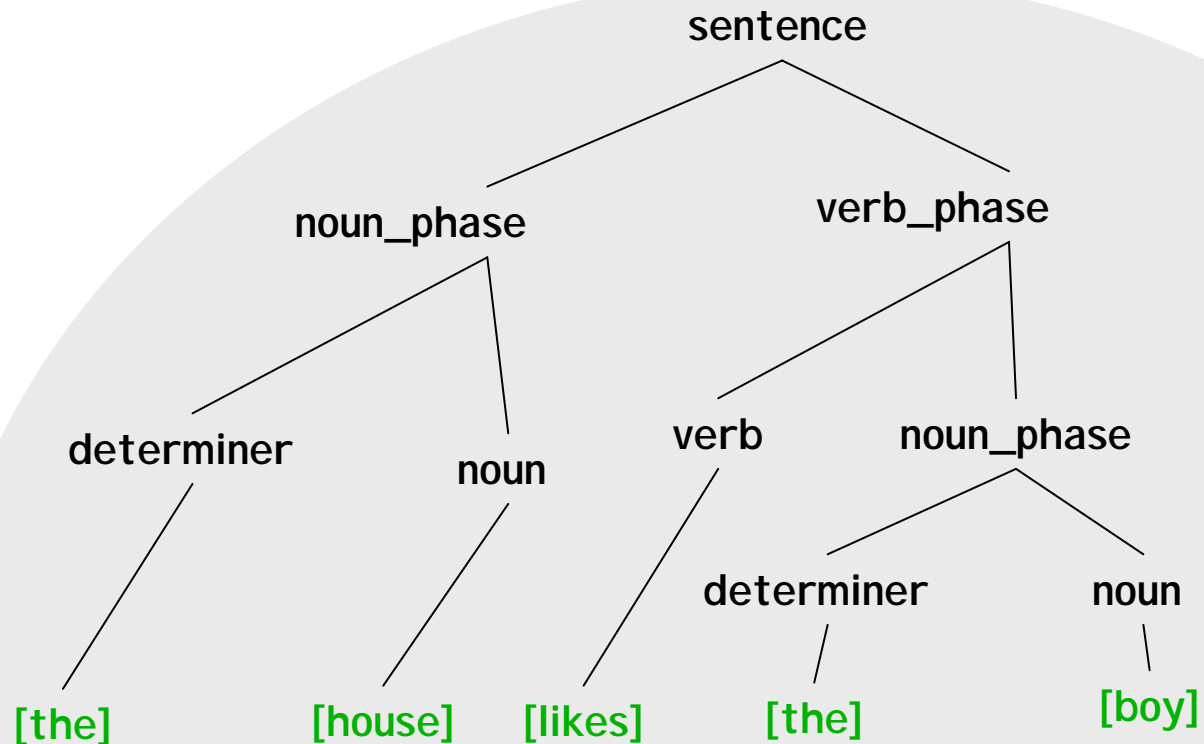 sentence
noun_phase verb_phase
determiner noun verb noun_phase
determiner noun
[the] [house] [likes] [the] [boy]